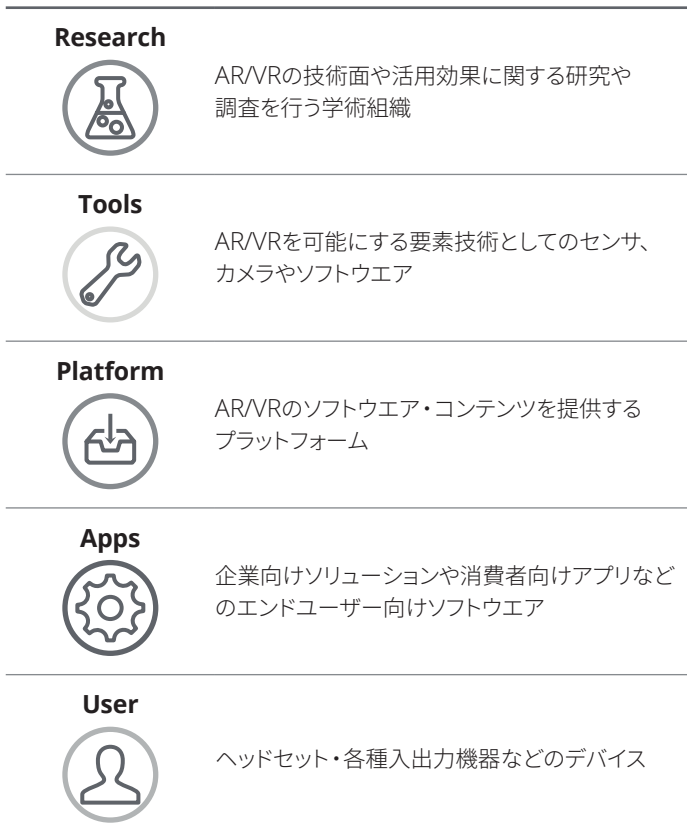 Research
AR/VRの技術面や活用効果に関する研究や
調査を行う学術組織
Tools
AR/VRを可能にする要素技術としてのセンサ、
カメラやソフトウエア
Platform
AR/VRのソフトウエア・コンテンツを提供する
プラットフォーム
Apps
企業向けソリューションや消費者向けアプリなど
のエンドユーザー向けソフトウエア
User
ヘッドセット・各種入出力機器などのデバイス